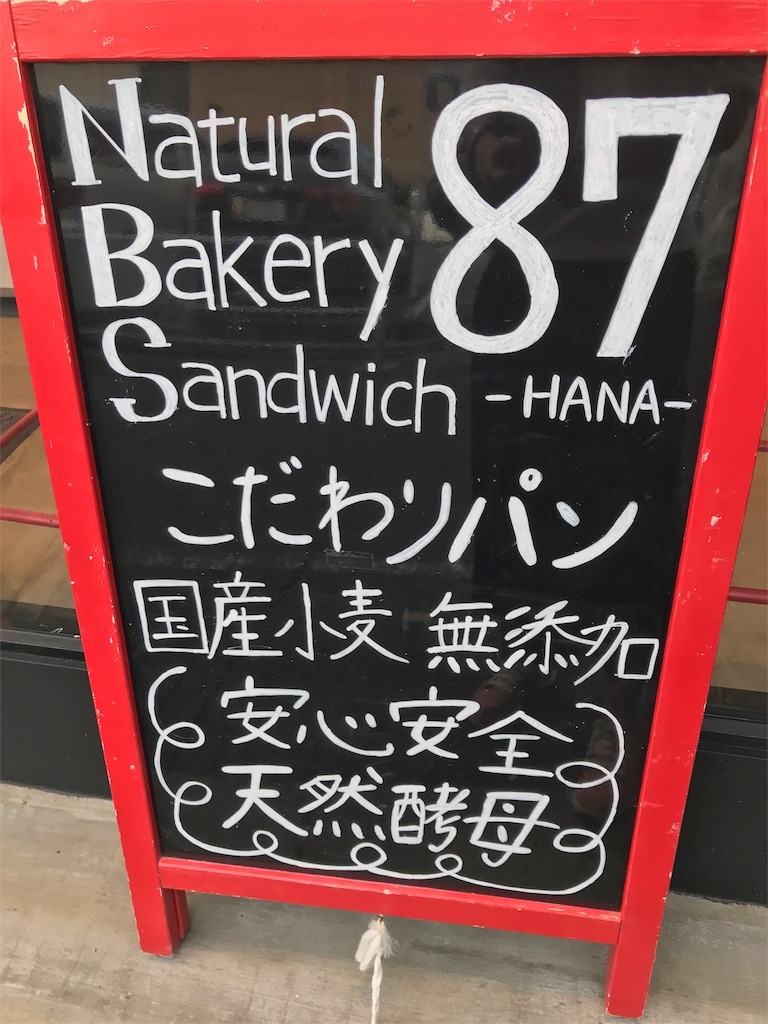 Natural
Bakery
Sandwich
87
-HANA-
こだわりパン
国産小麦 無添加
安心安全
天然酵母